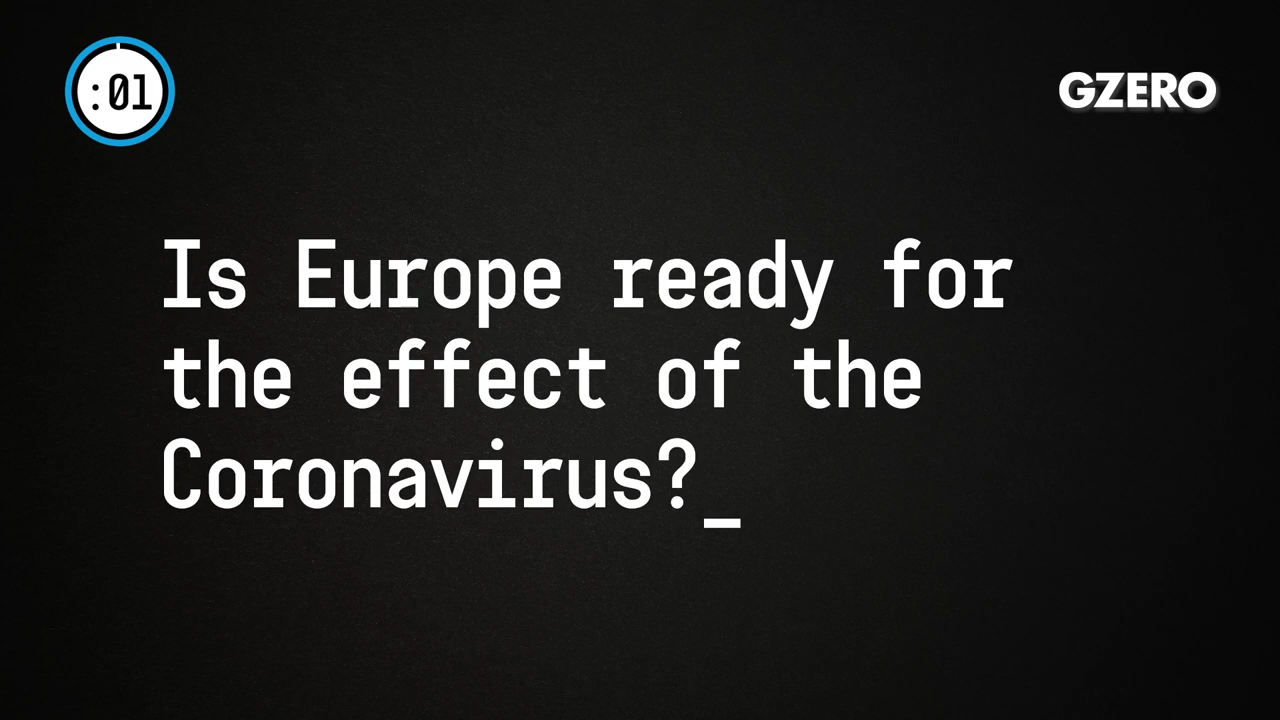 :01
GZERO
Is Europe ready for
the effect of the
Coronavirus?_